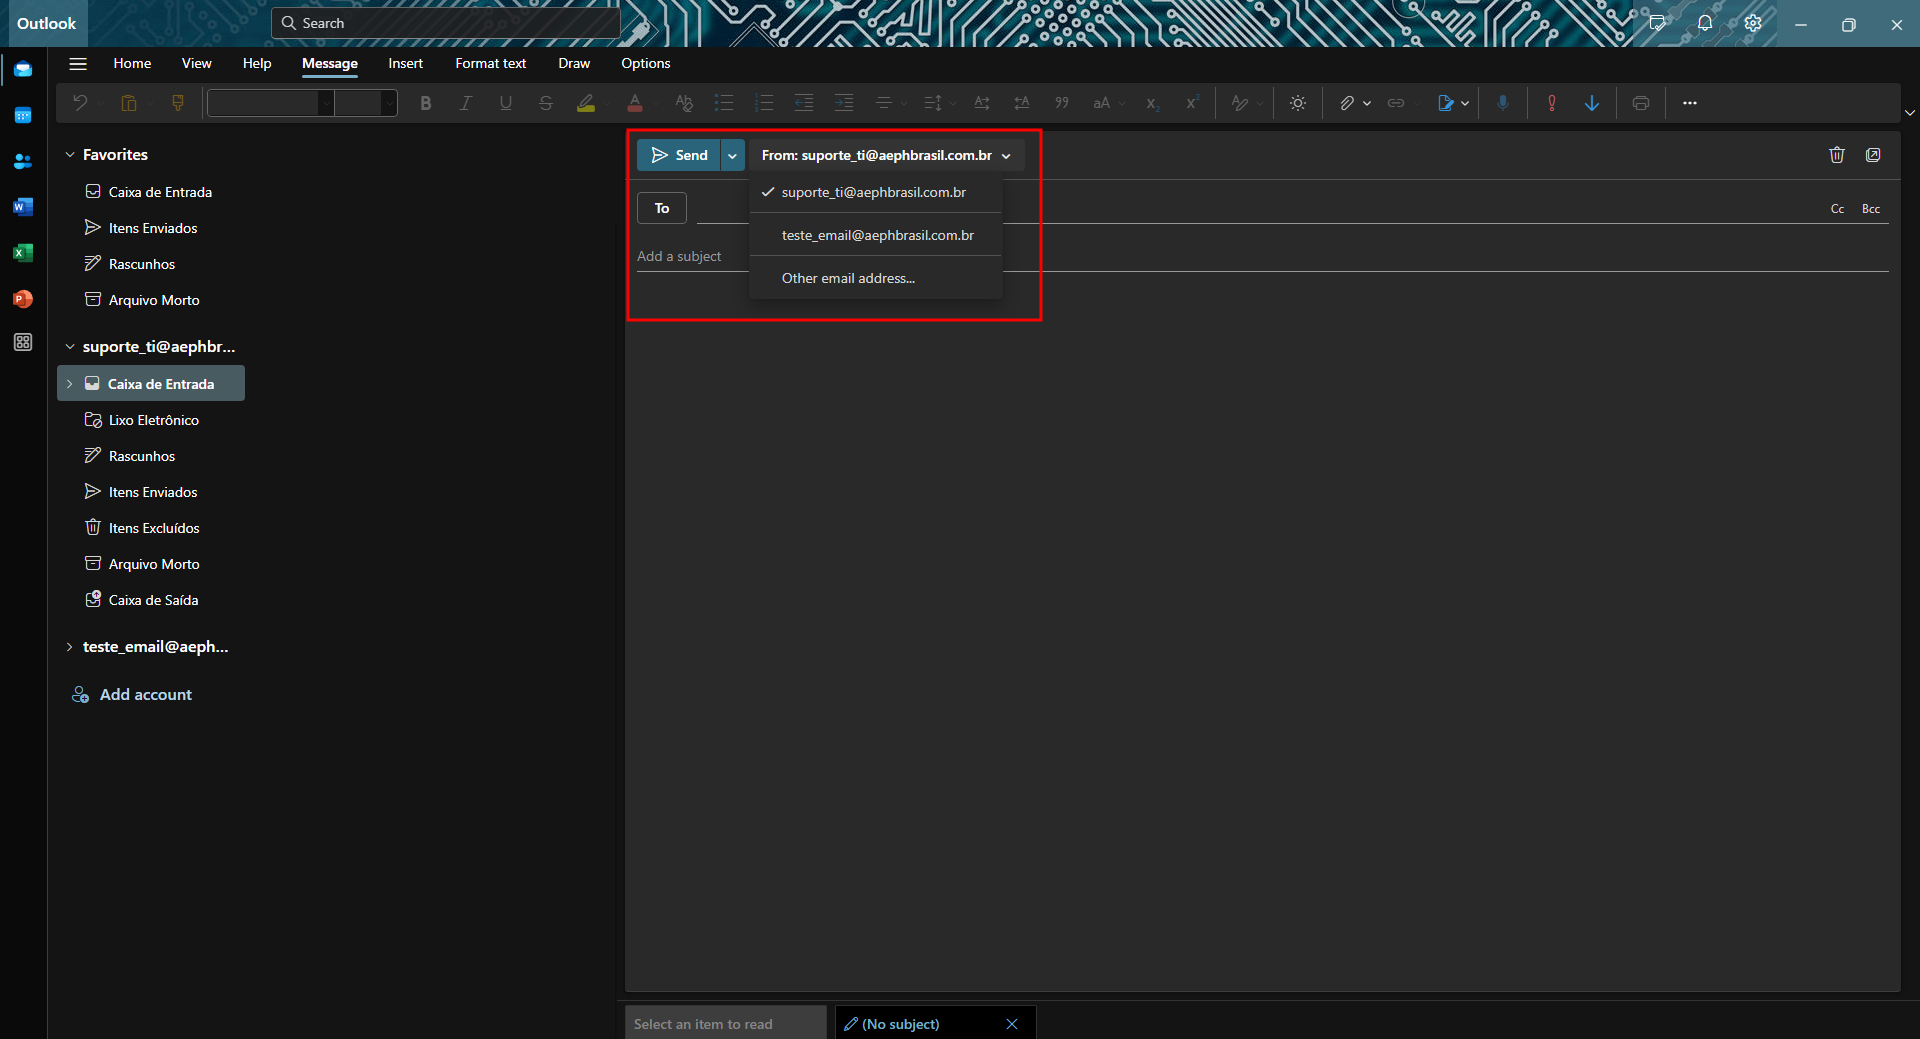 Outlook
Search
Home View Help Message Insert Format text Draw Options
Send
From: suporte_ti@aephbrasil.com.br
suporte_ti@aephbrasil.com.br
teste_email@aephbrasil.com.br
Other email address...
To
Cc Bcc
Add a subject
Favorites
Caixa de Entrada
Itens Enviados
Rascunhos
Arquivo Morto
suporte_ti@aephbr...
Caixa de Entrada
Lixo Eletrônico
Rascunhos
Itens Enviados
Itens Excluídos
Arquivo Morto
Caixa de Saída
teste_email@aeph...
Add account
Select an item to read
(No subject)